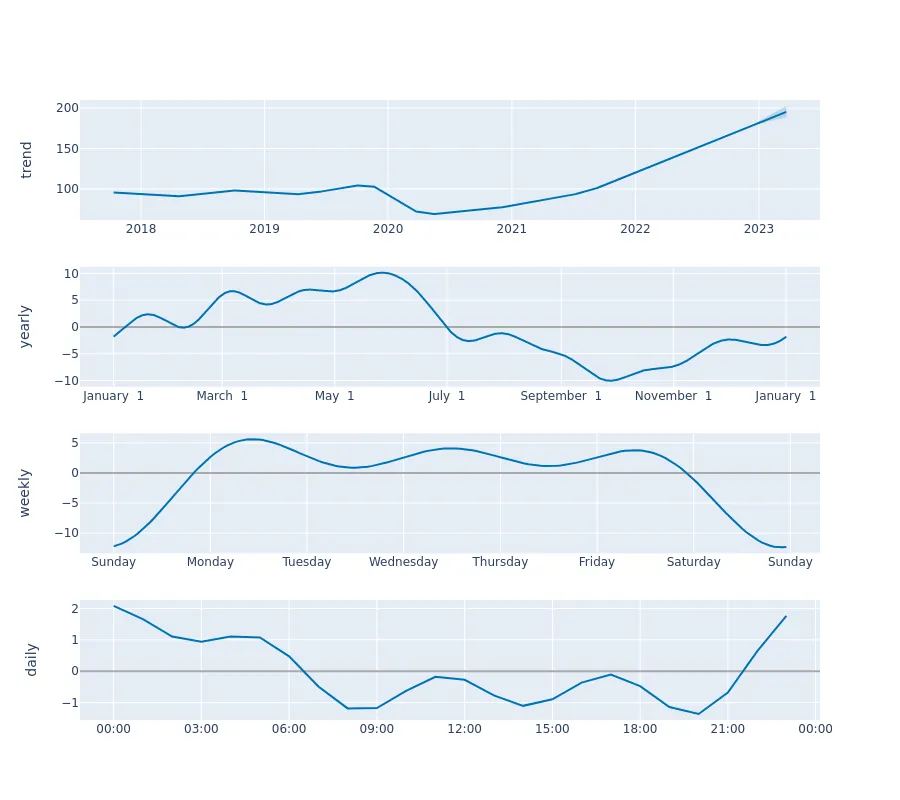 trend
200
150
100
2018 2019 2020 2021 2022 2023
yearly
10
5
0
−5
−10
January 1 March 1 May 1 July 1 September 1 November 1 January 1
weekly
5
0
−5
−10
Sunday Monday Tuesday Wednesday Thursday Friday Saturday Sunday
daily
2
1
0
−1
00:00 03:00 06:00 09:00 12:00 15:00 18:00 21:00 00:00